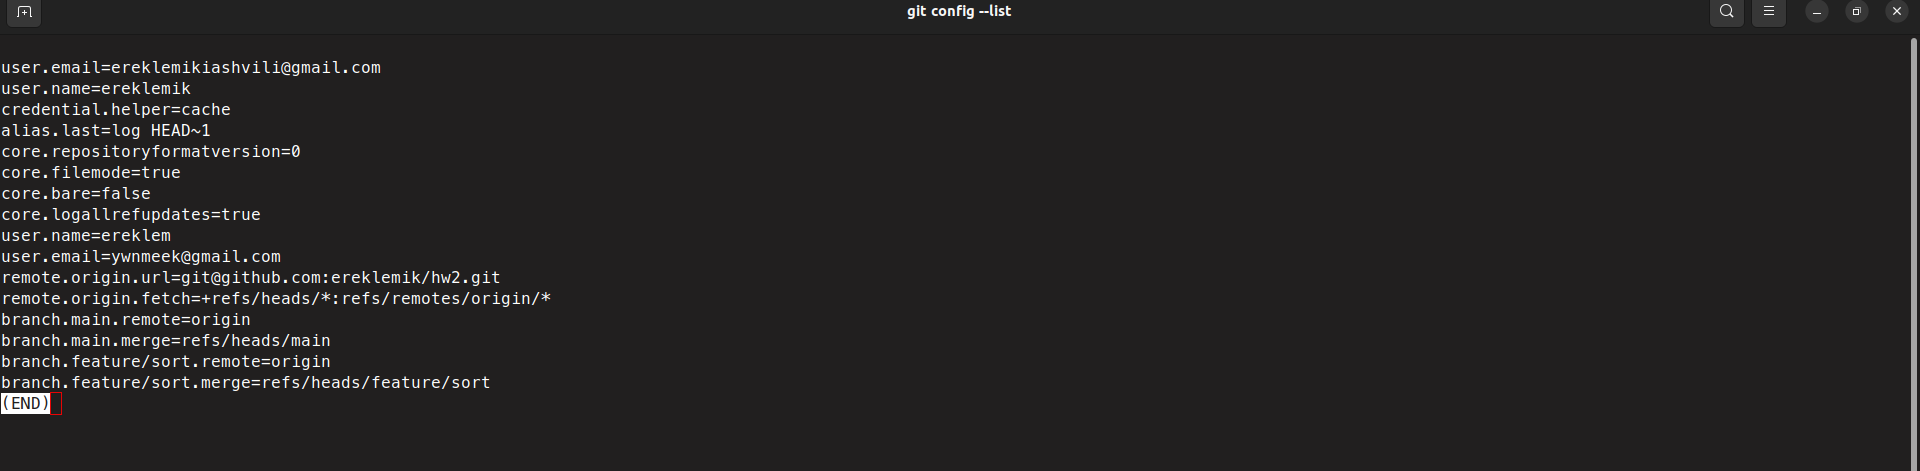 git config --list
user.email=ereklemikiashvili@gmail.com
user.name=ereklemik
credential.helper=cache
alias.last=log HEAD~1
core.repositoryformatversion=0
core.filemode=true
core.bare=false
core.logallrefupdates=true
user.name=ereklem
user.email=ywnmeek@gmail.com
remote.origin.url=git@github.com:ereklemik/hw2.git
remote.origin.fetch=+refs/heads/*:refs/remotes/origin/*
branch.main.remote=origin
branch.main.merge=refs/heads/main
branch.feature/sort.remote=origin
branch.feature/sort.merge=refs/heads/feature/sort
(END)